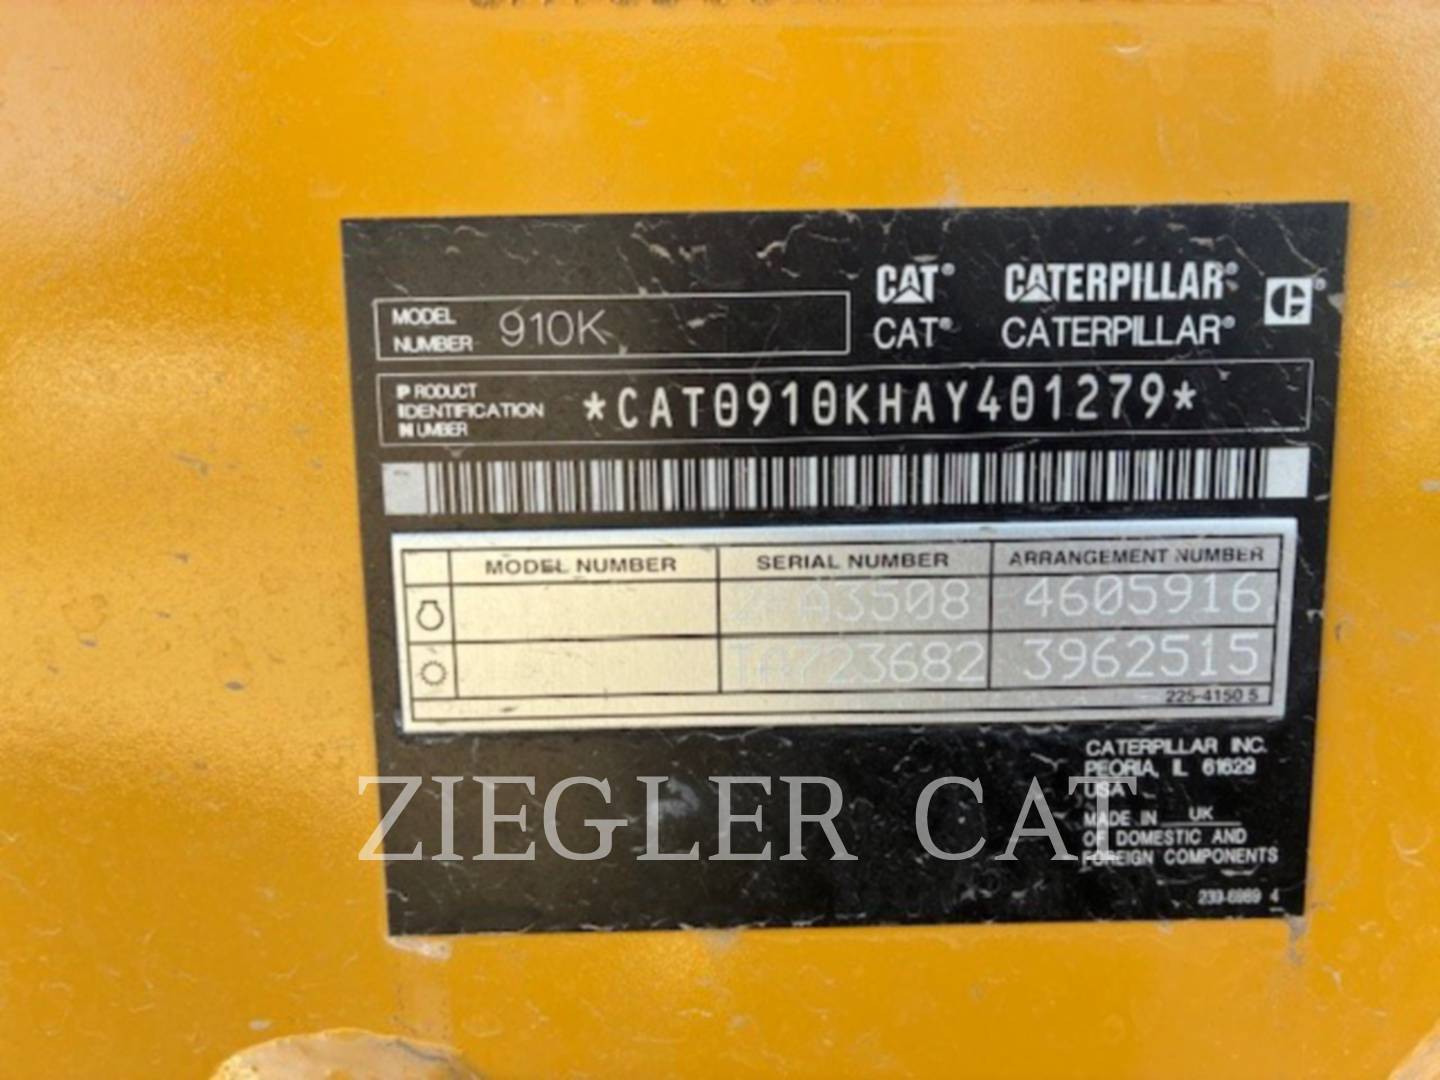 CAT® CATERPILLAR®
MODEL NUMBER 910K
CAT® CATERPILLAR®
PRODUCT IDENTIFICATION NUMBER *CAT0910KHAY401279*
MODEL NUMBER SERIAL NUMBER ARRANGEMENT NUMBER
4605916
TA723682 3962515
225-4150 5
CATERPILLAR INC.
PEORIA, IL 61629
USA
MADE IN UK
OF DOMESTIC AND
FOREIGN COMPONENTS
ZIEGLER CAT